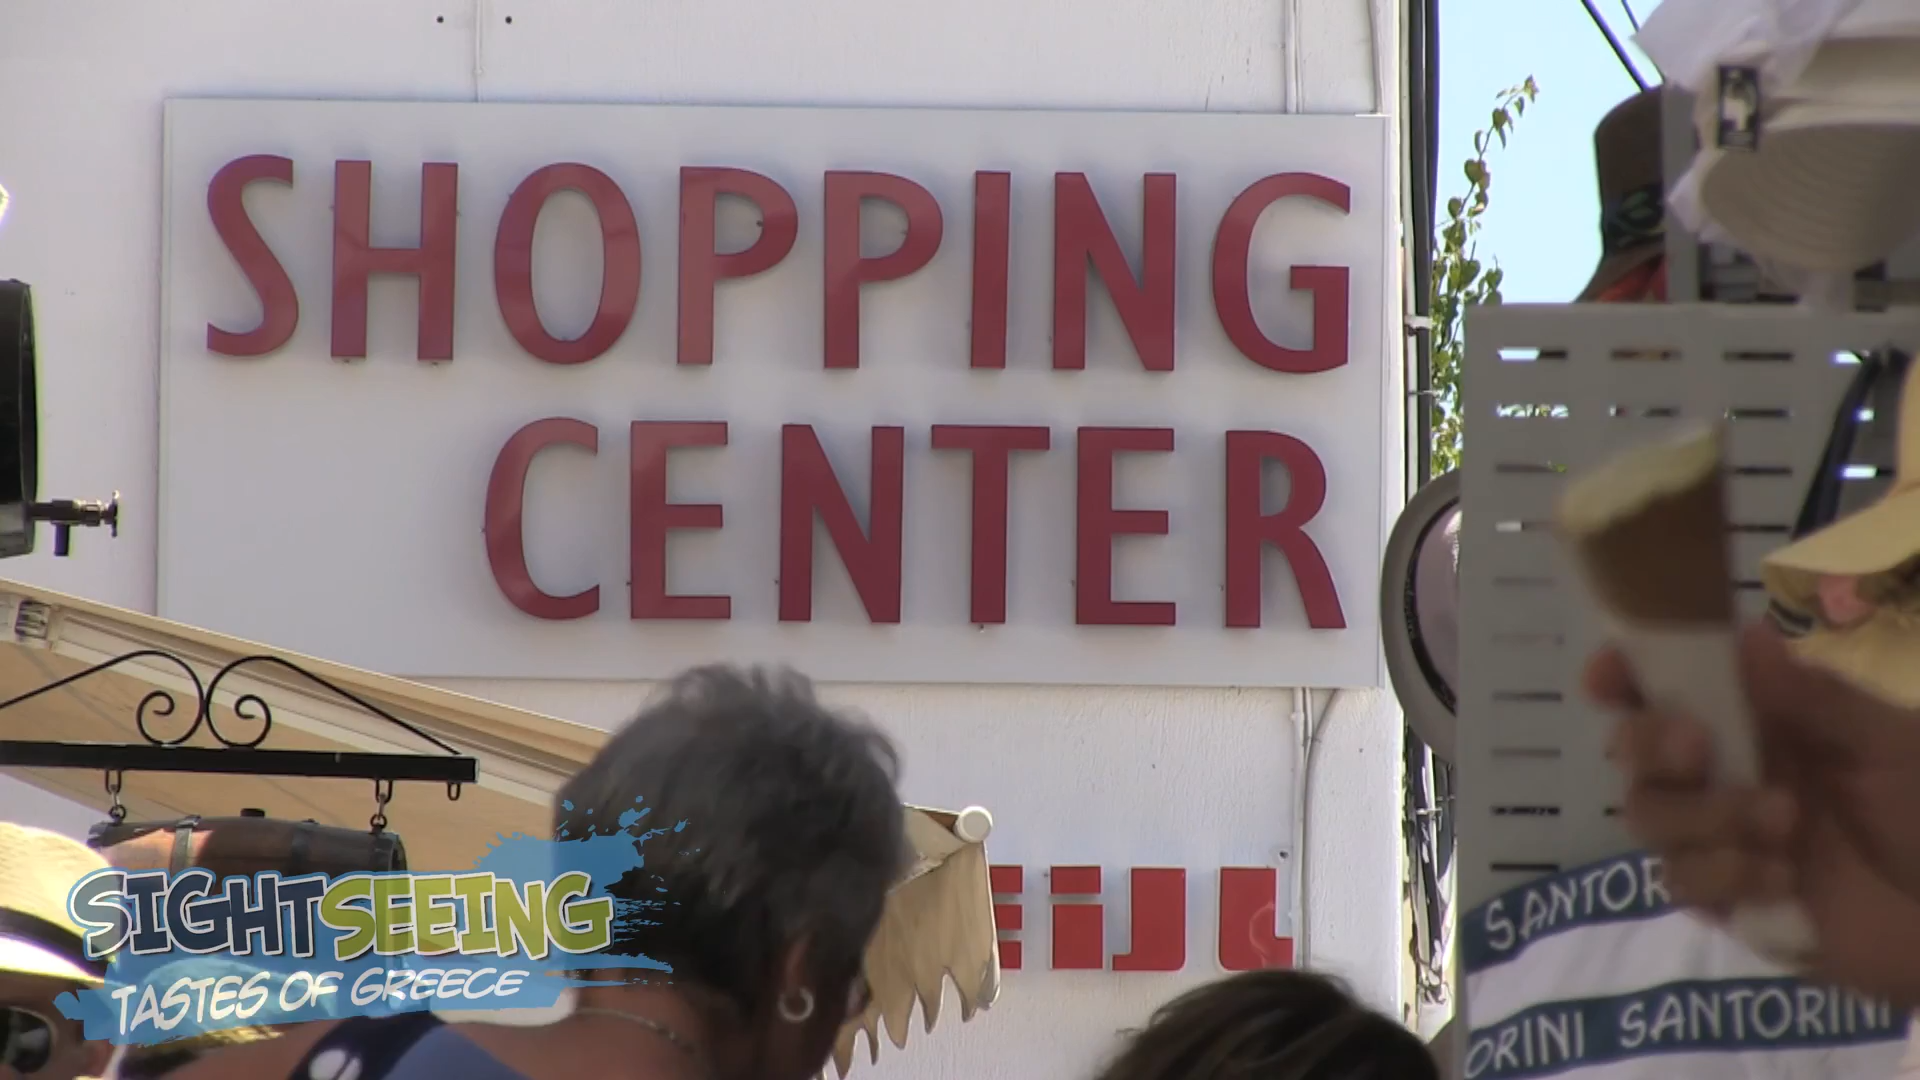 SHOPPING
CENTER
SIGHTSEEING
TASTES OF GREECE
SANTOR
ORINI SANTORINI